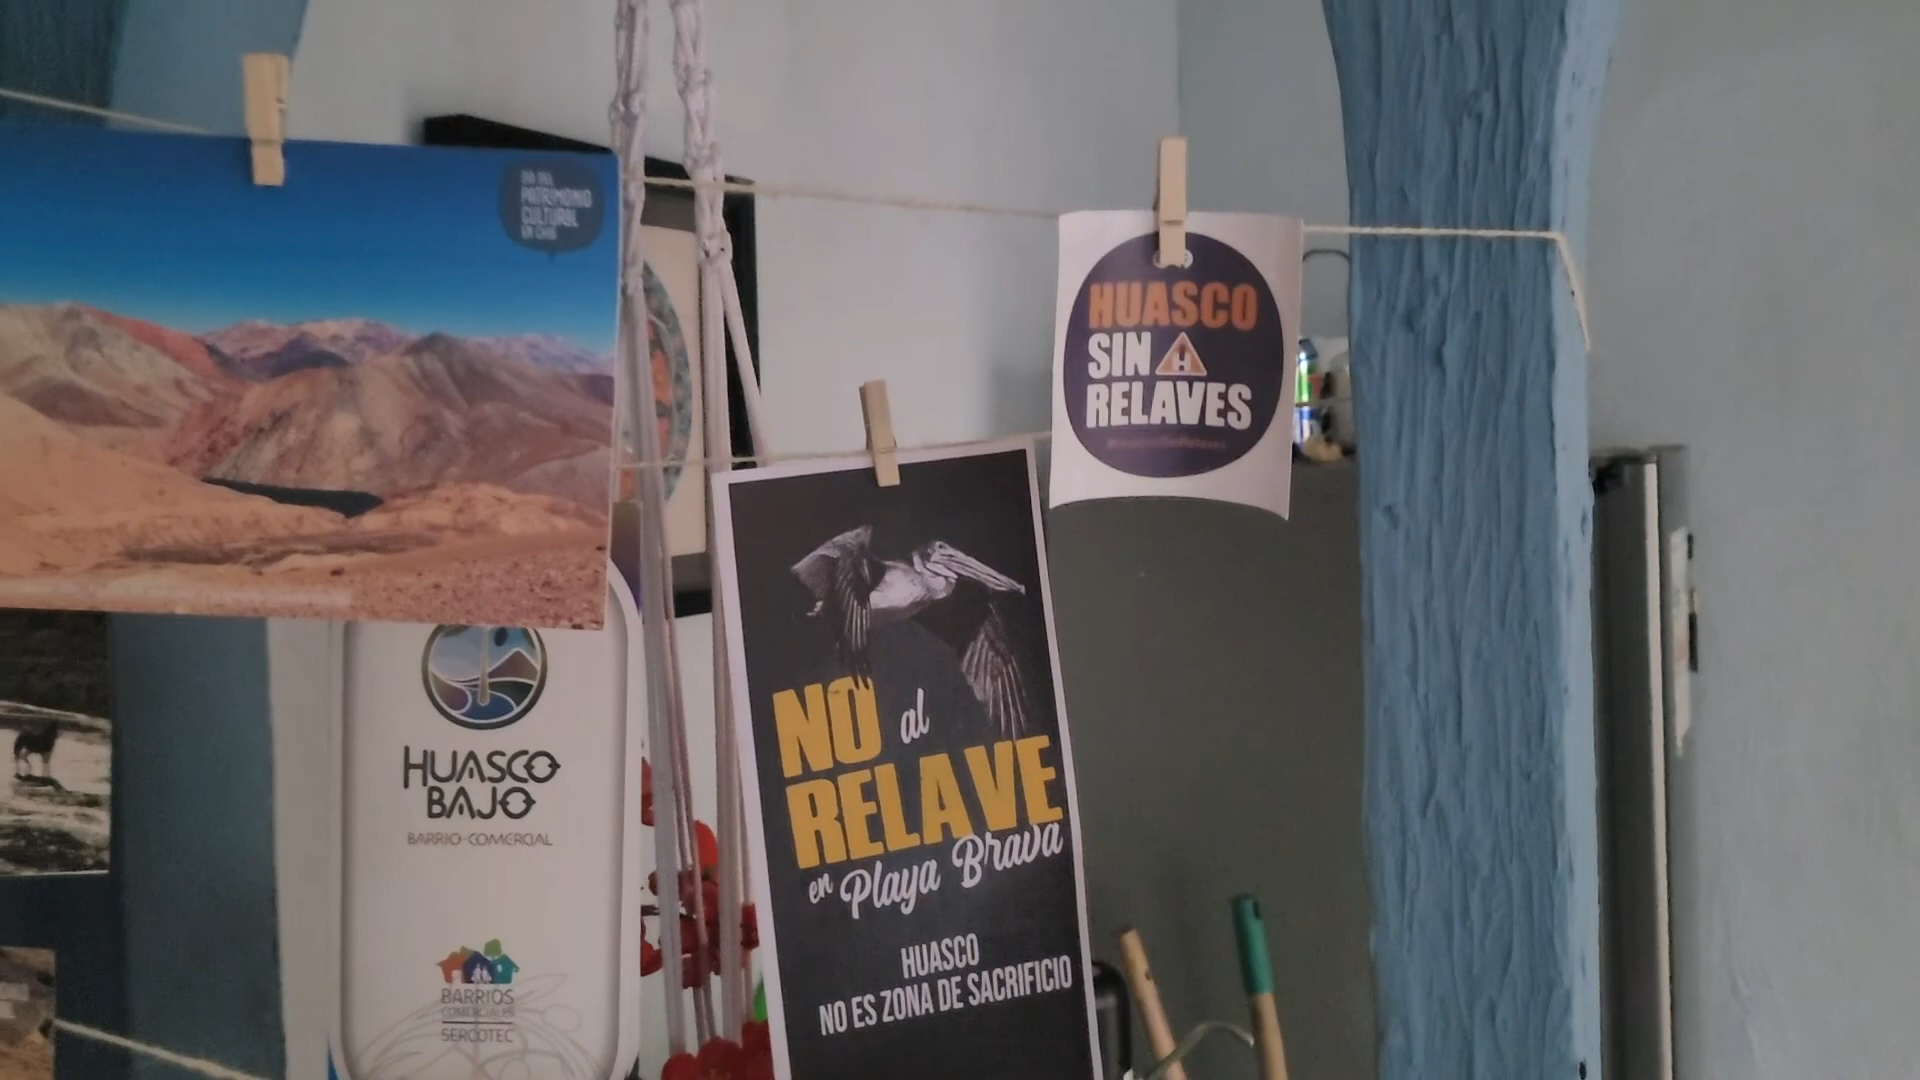 DÍA DEL
PATRIMONIO
CULTURAL
EN CHILE
HUASCO
SIN
RELAVES
NO al
RELAVE
en Playa Brava
HUASCO
NO ES ZONA DE SACRIFICIO
HUASCO
BAJO
BARRIO COMERCIAL
BARRIOS
COMERCIALES
SERCOTEC